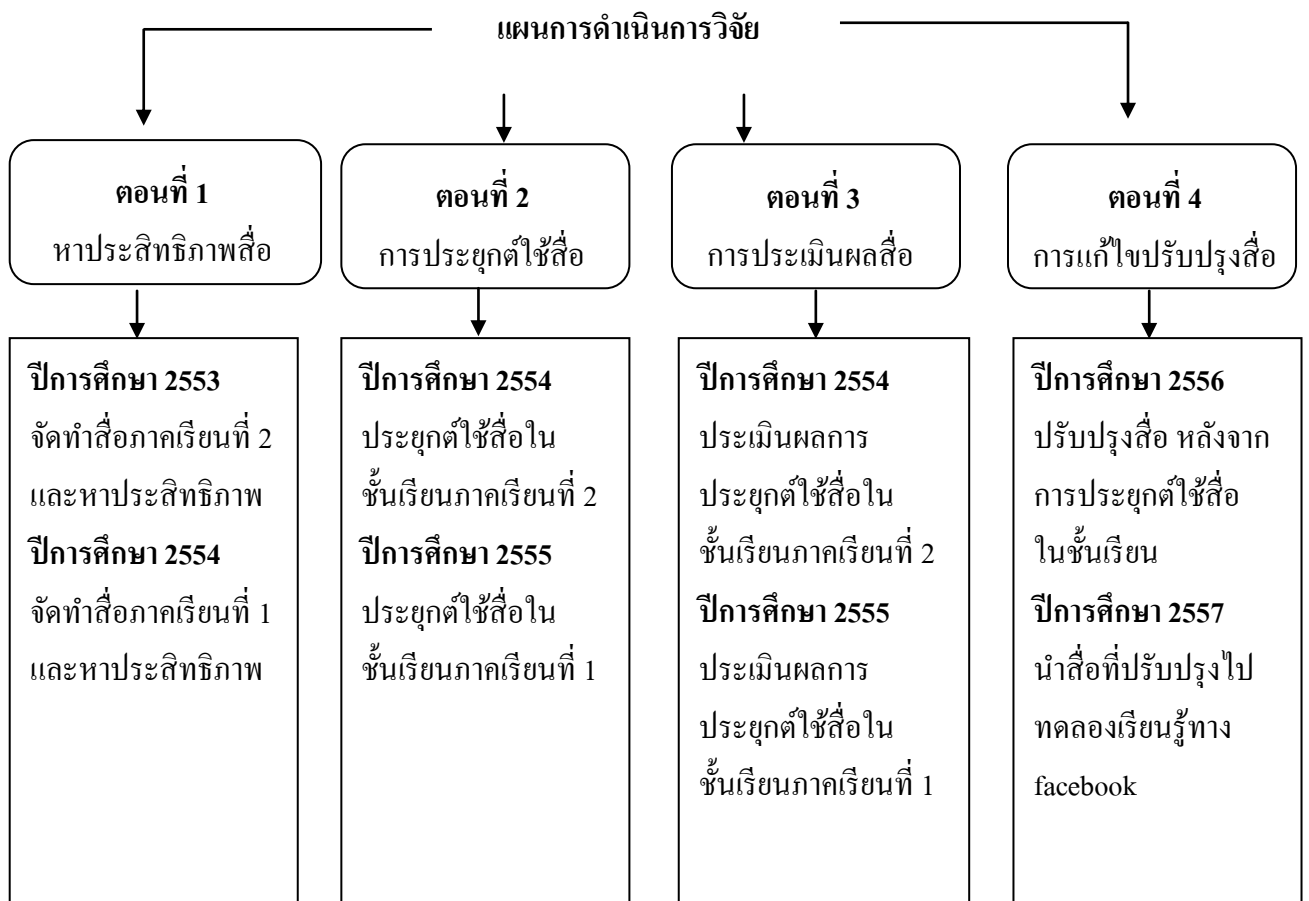 แผนการดำเนินการวิจัย
ตอนที่ 1
หาประสิทธิภาพสื่อ
ตอนที่ 2
การประยุกต์ใช้สื่อ
ตอนที่ 3
การประเมินผลสื่อ
ตอนที่ 4
การแก้ไขปรับปรุงสื่อ
ปีการศึกษา 2553
จัดทำสื่อภาคเรียนที่ 2
และหาประสิทธิภาพ
ปีการศึกษา 2554
จัดทำสื่อภาคเรียนที่ 1
และหาประสิทธิภาพ
ปีการศึกษา 2554
ประยุกต์ใช้สื่อใน
ชั้นเรียนภาคเรียนที่ 2
ปีการศึกษา 2555
ประยุกต์ใช้สื่อใน
ชั้นเรียนภาคเรียนที่ 1
ปีการศึกษา 2554
ประเมินผลการ
ประยุกต์ใช้สื่อใน
ชั้นเรียนภาคเรียนที่ 2
ปีการศึกษา 2555
ประเมินผลการ
ประยุกต์ใช้สื่อใน
ชั้นเรียนภาคเรียนที่ 1
ปีการศึกษา 2556
ปรับปรุงสื่อ หลังจาก
การประยุกต์ใช้สื่อ
ในชั้นเรียน
ปีการศึกษา 2557
นำสื่อที่ปรับปรุงไป
ทดลองเรียนรู้ทาง
facebook